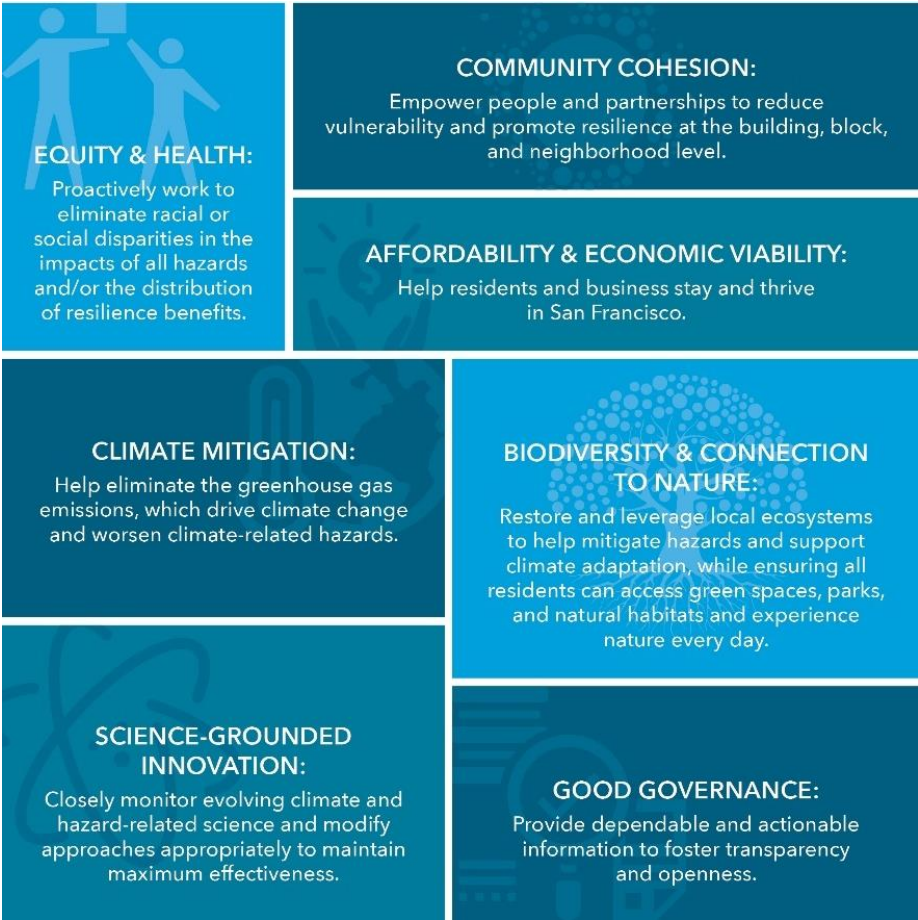 EQUITY & HEALTH:
Proactively work to
eliminate racial or
social disparities in the
impacts of all hazards
and/or the distribution
of resilience benefits.
COMMUNITY COHESION:
Empower people and partnerships to reduce
vulnerability and promote resilience at the building, block,
and neighborhood level.
AFFORDABILITY & ECONOMIC VIABILITY:
Help residents and business stay and thrive
in San Francisco.
CLIMATE MITIGATION:
Help eliminate the greenhouse gas
emissions, which drive climate change
and worsen climate-related hazards.
BIODIVERSITY & CONNECTION
TO NATURE:
Restore and leverage local ecosystems
to help mitigate hazards and support
climate adaptation, while ensuring all
residents can access green spaces, parks,
and natural habitats and experience
nature every day.
SCIENCE-GROUNDED
INNOVATION:
Closely monitor evolving climate and
hazard-related science and modify
approaches appropriately to maintain
maximum effectiveness.
GOOD GOVERNANCE:
Provide dependable and actionable
information to foster transparency
and openness.